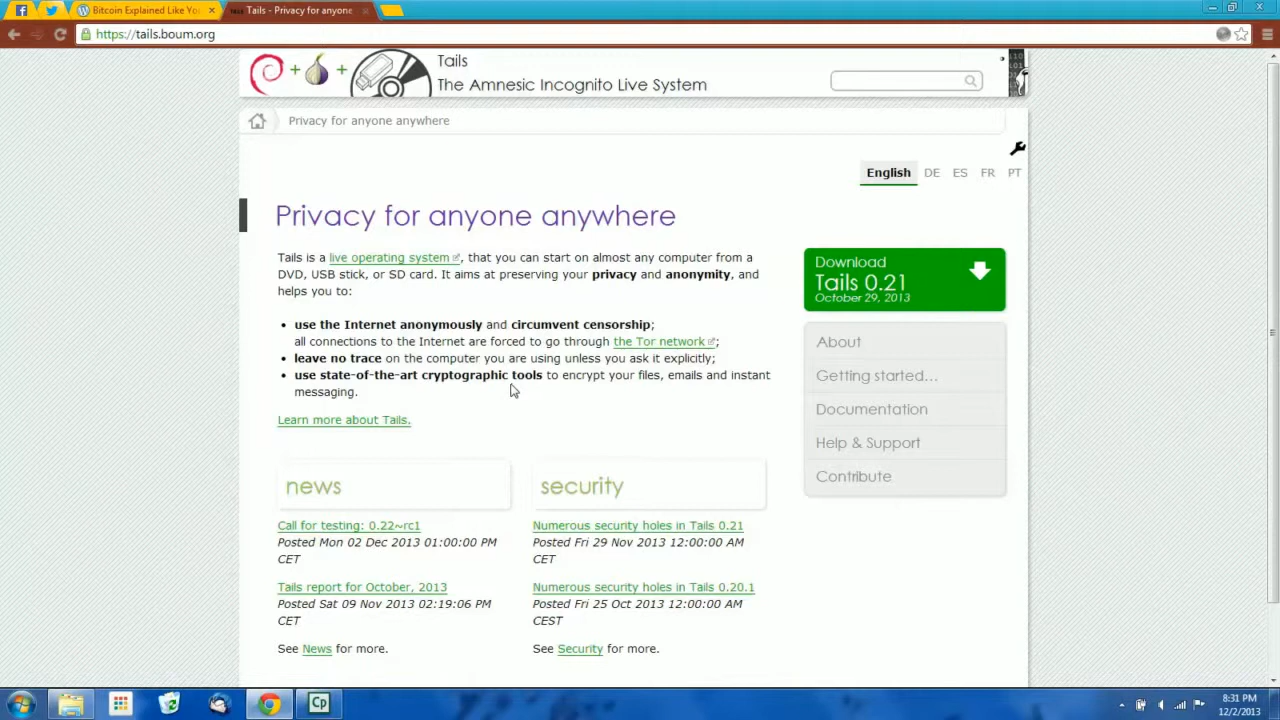 Bitcoin Explained Like Yo
Tails - Privacy for anyone
https://tails.boum.org
Tails
The Amnesic Incognito Live System
Privacy for anyone anywhere
English DE ES FR PT
Privacy for anyone anywhere
Tails is a live operating system, that you can start on almost any computer from a
DVD, USB stick, or SD card. It aims at preserving your privacy and anonymity, and
helps you to:
use the Internet anonymously and circumvent censorship;
all connections to the Internet are forced to go through the Tor network;
leave no trace on the computer you are using unless you ask it explicitly;
use state-of-the-art cryptographic tools to encrypt your files, emails and instant
messaging.
Learn more about Tails.
Download
Tails 0.21
October 29, 2013
About
Getting started...
Documentation
Help & Support
Contribute
news
Call for testing: 0.22~rc1
Posted Mon 02 Dec 2013 01:00:00 PM
CET
Tails report for October, 2013
Posted Sat 09 Nov 2013 02:19:06 PM
CET
See News for more.
security
Numerous security holes in Tails 0.21
Posted Fri 29 Nov 2013 12:00:00 AM
CET
Numerous security holes in Tails 0.20.1
Posted Fri 25 Oct 2013 12:00:00 AM
CEST
See Security for more.
Cp
8:31 PM
12/2/2013